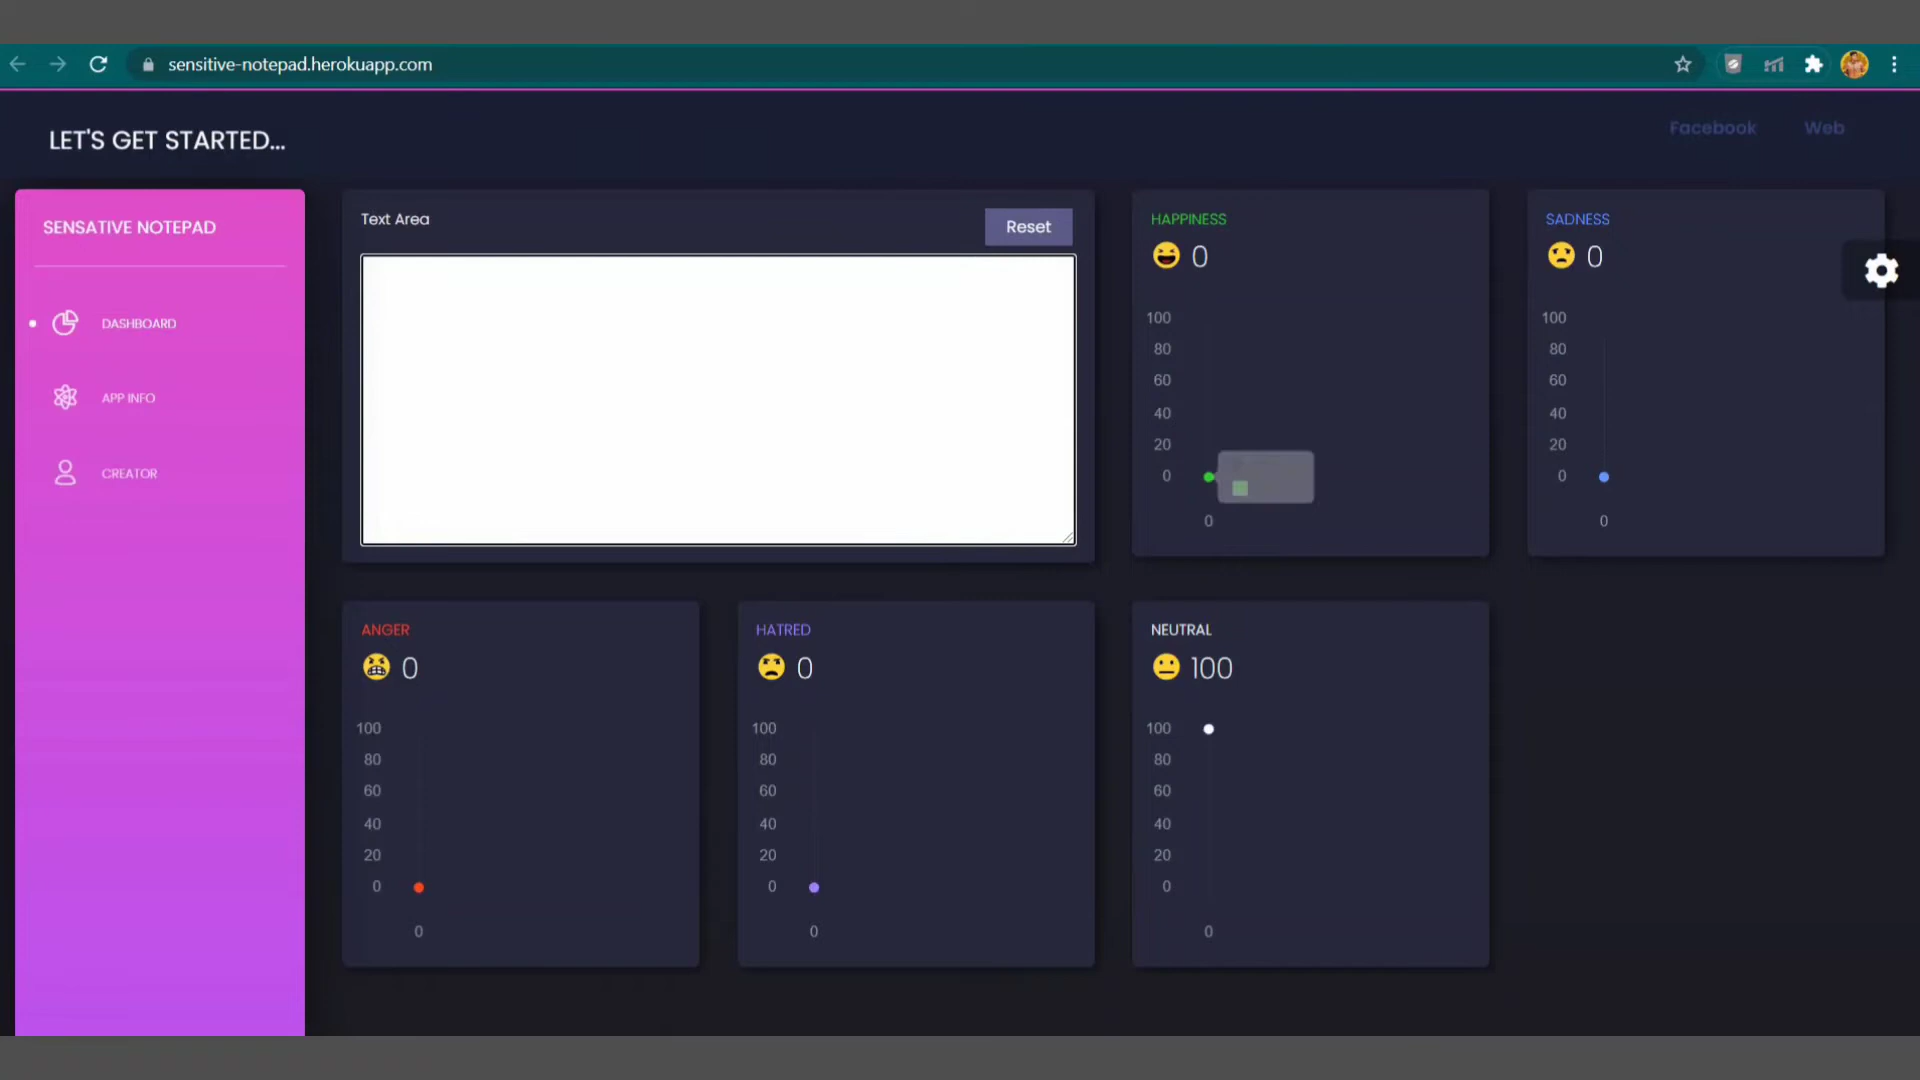 sensitive-notepad.herokuapp.com
LET'S GET STARTED...
Facebook Web
SENSATIVE NOTEPAD
DASHBOARD
APP INFO
CREATOR
Text Area
Reset
HAPPINESS
0
100
80
60
40
20
0
0
SADNESS
0
100
80
60
40
20
0
0
ANGER
0
100
80
60
40
20
0
0
HATRED
0
100
80
60
40
20
0
0
NEUTRAL
100
100
80
60
40
20
0
0